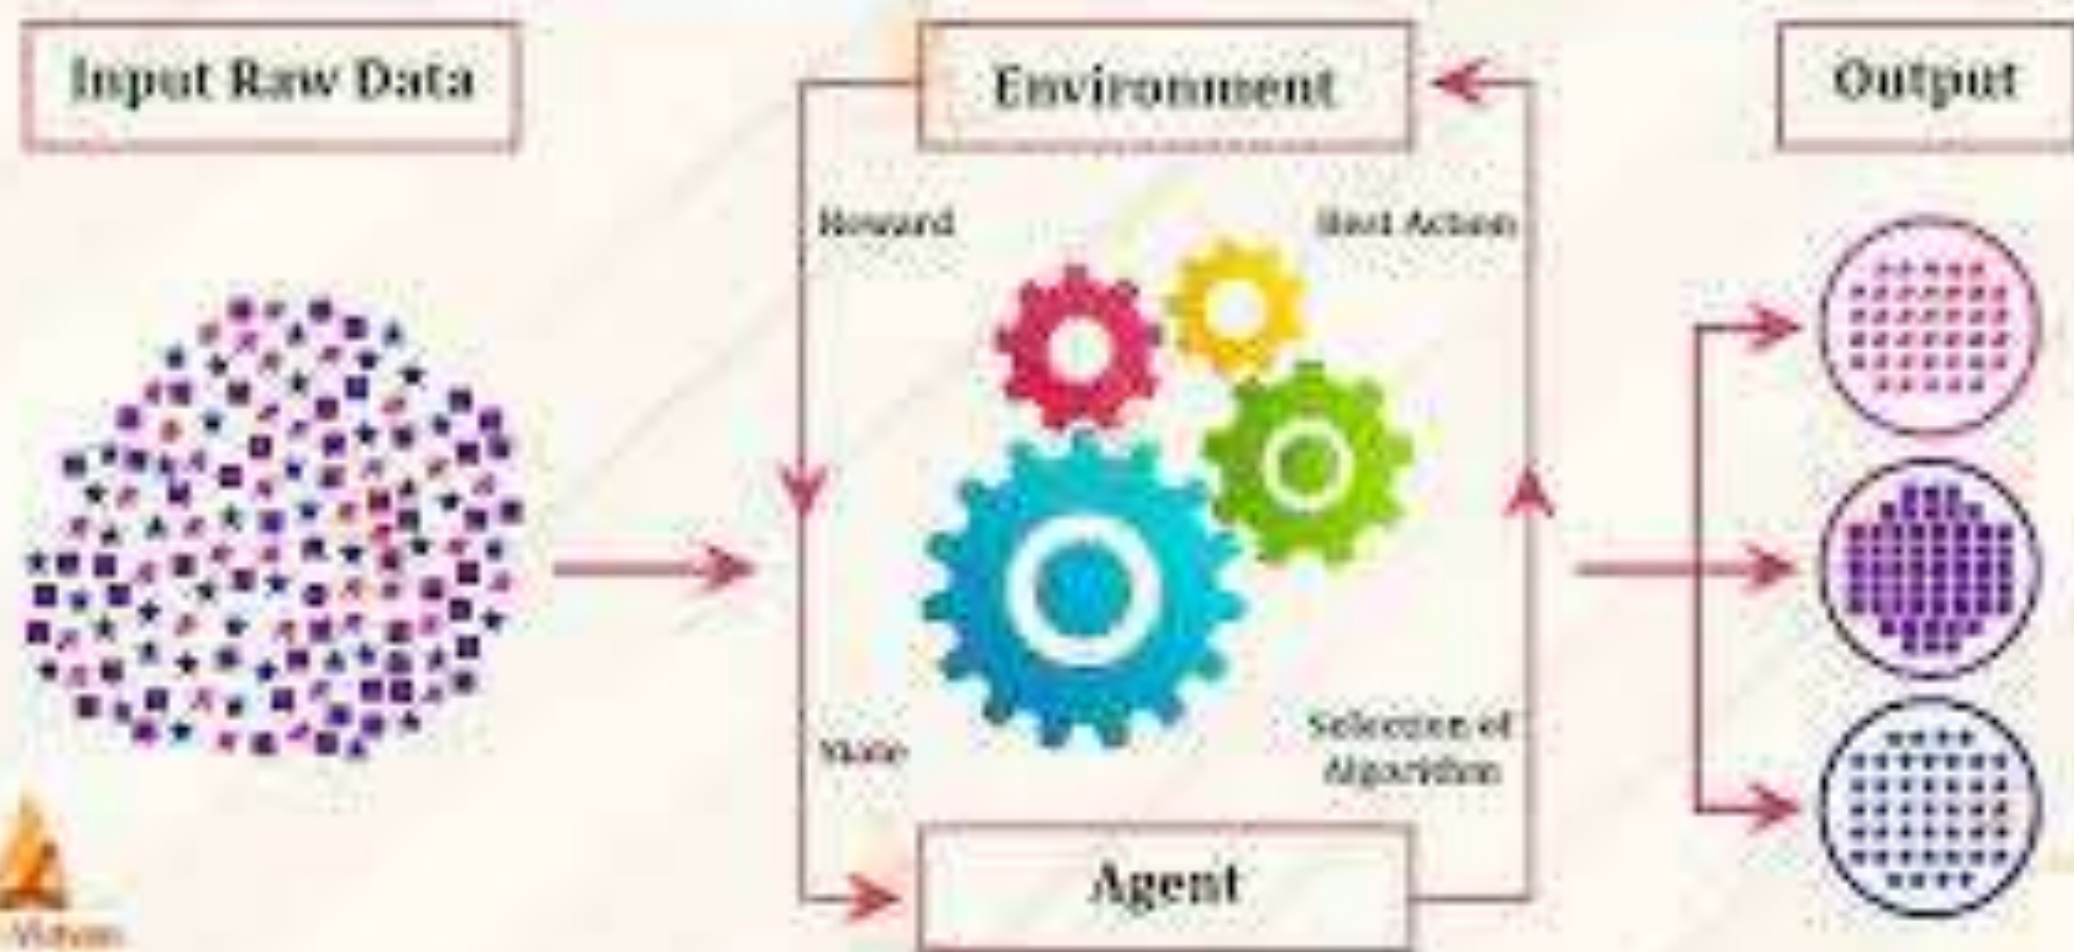 Input Raw Data
Environment
Output
Reward
Best Action
State
Selection of
Algorithm
Agent